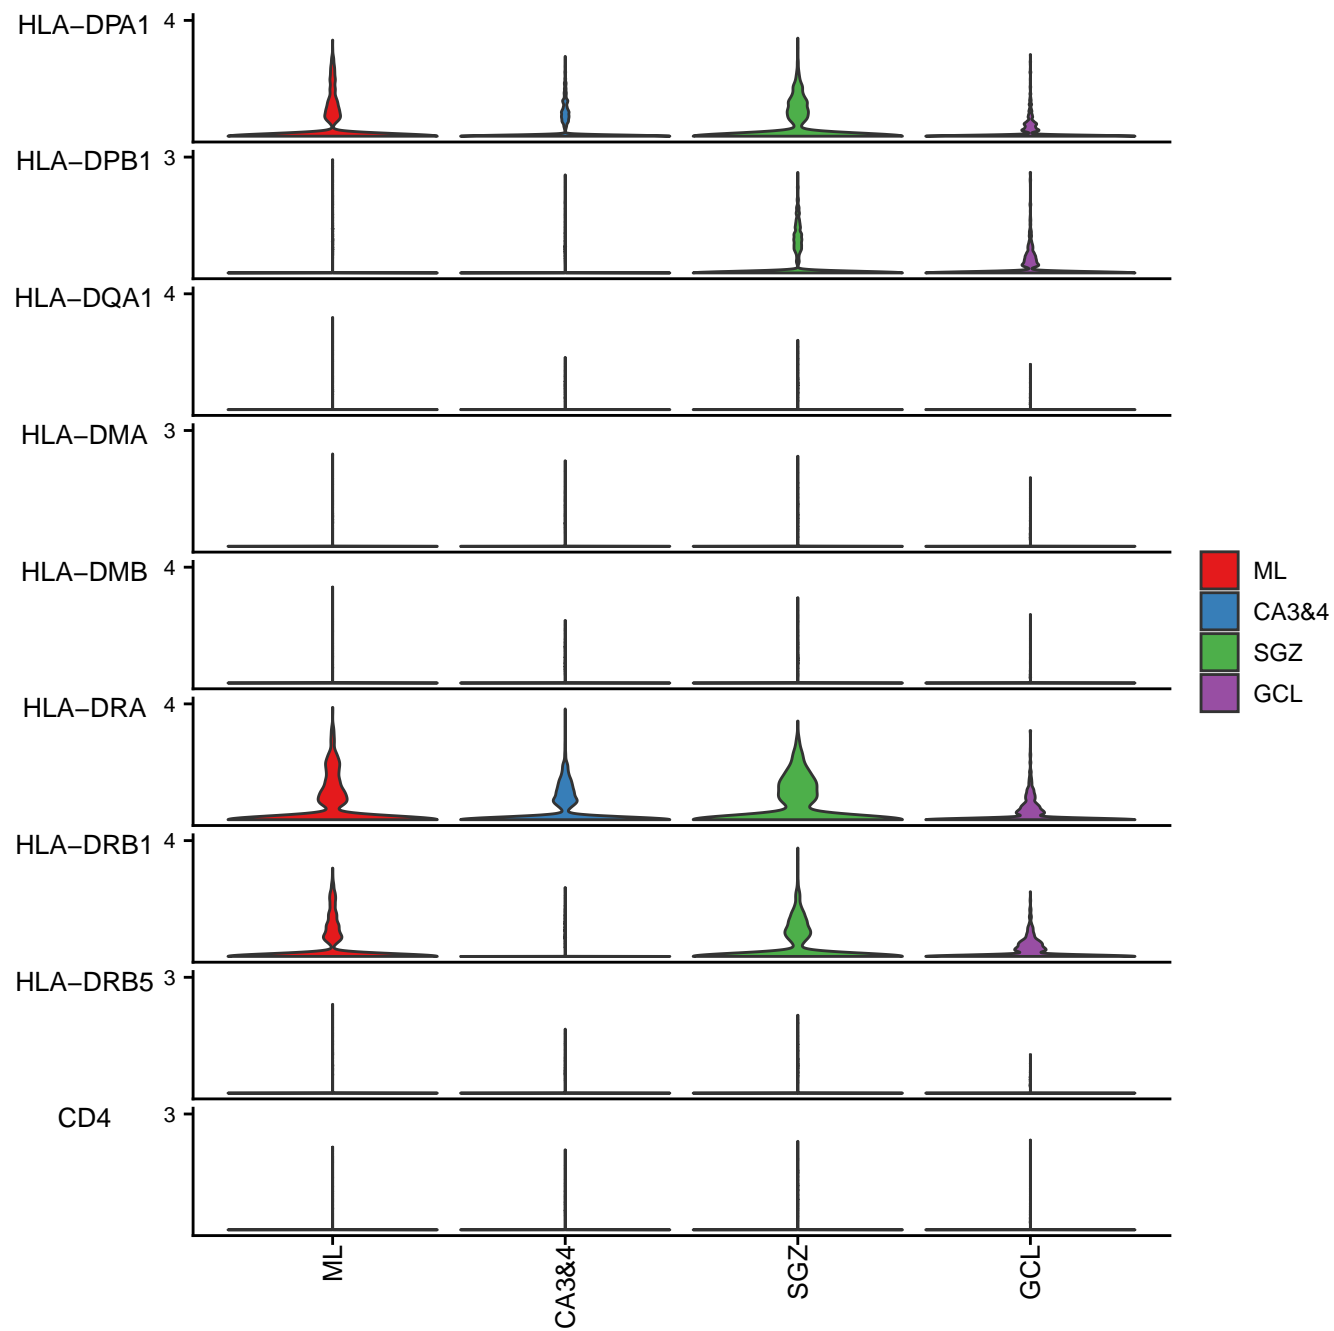 HLA−DPA1 4
HLA−DPB1 3
HLA−DQA1 4
HLA−DMA 3
HLA−DMB 4
HLA−DRA 4
HLA−DRB1 4
HLA−DRB5 3
CD4 3
ML
CA3&4
SGZ
GCL
ML
CA3&4
SGZ
GCL